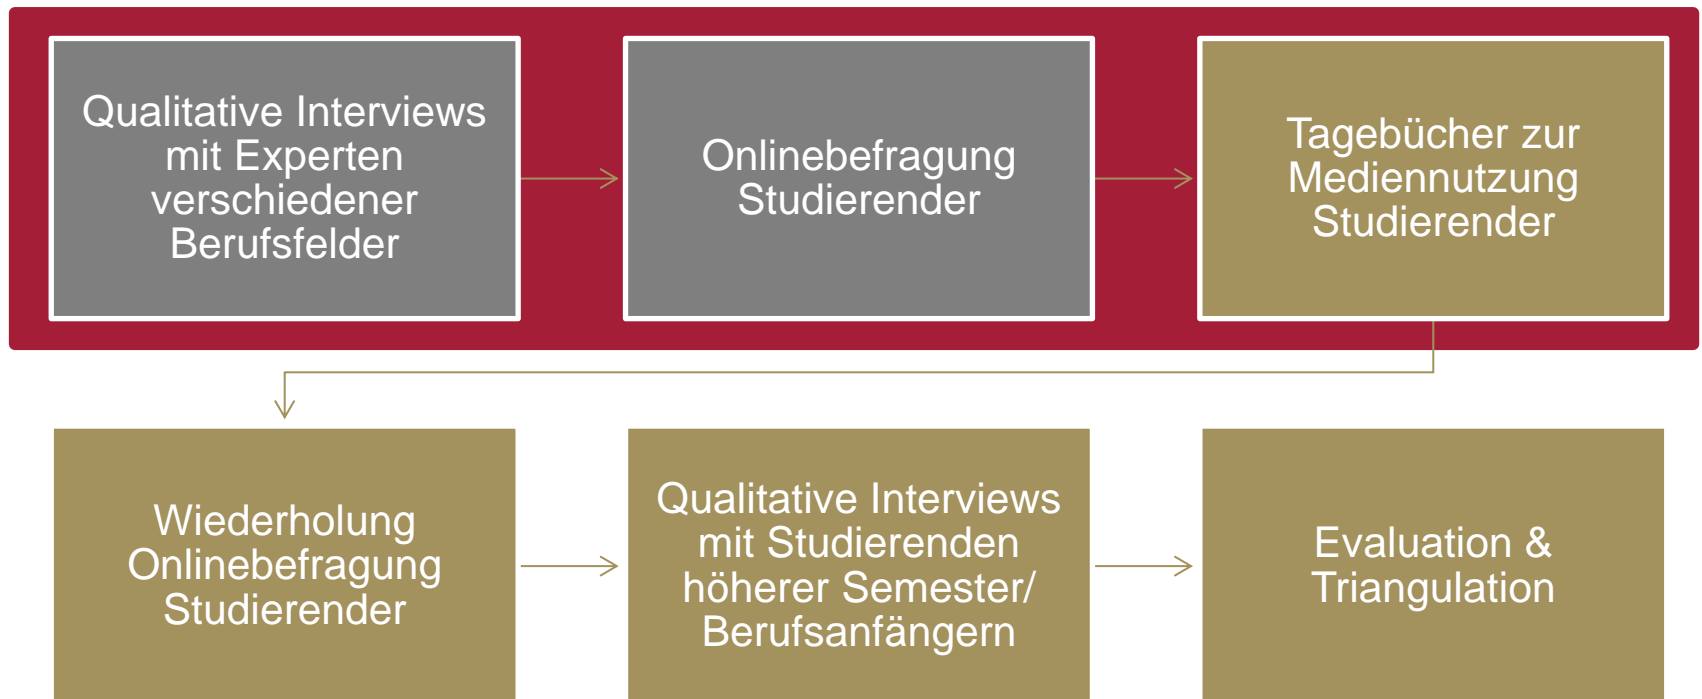 Qualitative Interviews
mit Experten
verschiedener
Berufsfelder
Onlinebefragung
Studierender
Tagebücher zur
Mediennutzung
Studierender
Wiederholung
Onlinebefragung
Studierender
Qualitative Interviews
mit Studierenden
höherer Semester/
Berufsanfängern
Evaluation &
Triangulation